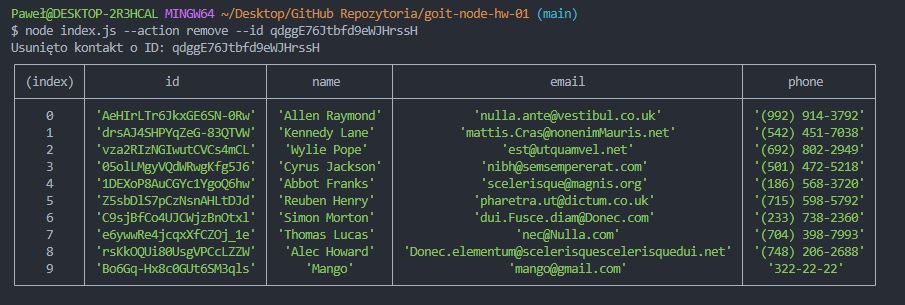 Paweł@DESKTOP-2R3HCAL MINGW64 ~/Desktop/GitHub Repozytoria/goit-node-hw-01 (main)
$ node index.js --action remove --id qdggE76Jtbfd9eWJHrssH
Usunięto kontakt o ID: qdggE76Jtbfd9eWJHrssH
(index) id name email phone
0 'AeHIrLTr6JkxGE6SN-0Rw' 'Allen Raymond' 'nulla.ante@vestibul.co.uk' '(992) 914-3792'
1 'drsAJ4SHPYqZeG-83QTVW' 'Kennedy Lane' 'mattis.Cras@nonenimMauris.net' '(542) 451-7038'
2 'vza2RIzNGIwutCVCs4mCL' 'Wylie Pope' 'est@utquamvel.net' '(692) 802-2949'
3 '05olLMgyVQdWRwgKfg5J6' 'Cyrus Jackson' 'nibh@semsempererat.com' '(501) 472-5218'
4 '1DEXoP8AuCGYc1YgoQ6hw' 'Abbot Franks' 'scelerisque@magnis.org' '(186) 568-3720'
5 'Z5sbDlS7pCzNsnAHLtDJd' 'Reuben Henry' 'pharetra.ut@dictum.co.uk' '(715) 598-5792'
6 'C9sjBfCo4UJCWjzBnOtxl' 'Simon Morton' 'dui.Fusce.diam@Donec.com' '(233) 738-2360'
7 'e6ywwRe4jcqxXfCZOj_1e' 'Thomas Lucas' 'nec@Nulla.com' '(704) 398-7993'
8 'rsKkOQUi80UsgVPCcLZZW' 'Alec Howard' 'Donec.elementum@scelerisquescelerisquedui.net' '(748) 206-2688'
9 'Bo6Gq-Hx8c0GUt6SM3qls' 'Mango' 'mango@gmail.com' '322-22-22'